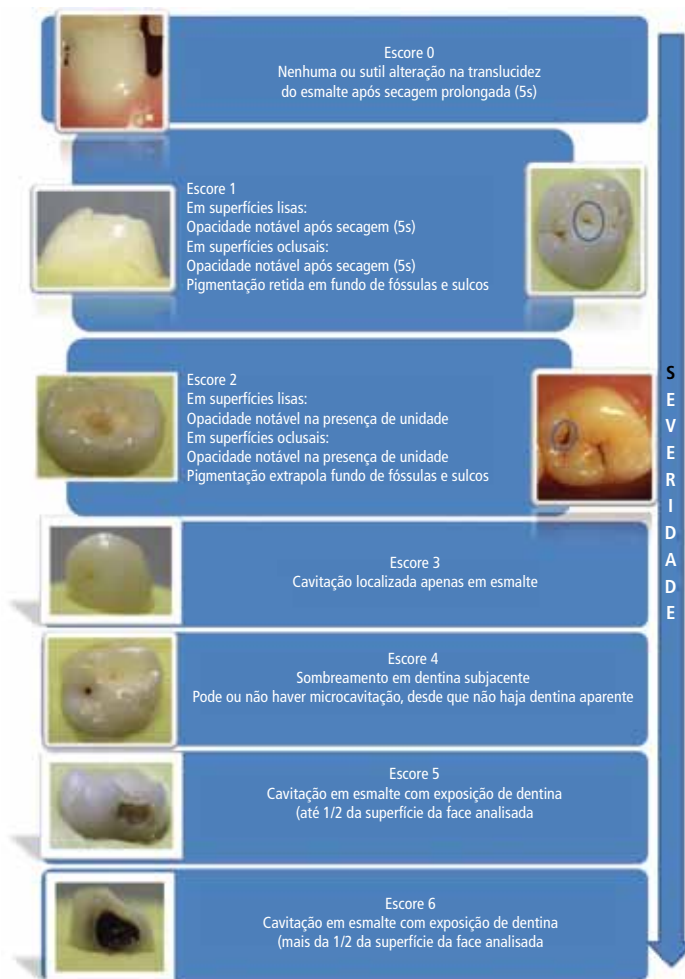 Escore 0
Nenhuma ou sutil alteração na translucidez
do esmalte após secagem prolongada (5s)
Escore 1
Em superfícies lisas:
Opacidade notável após secagem (5s)
Em superfícies oclusais:
Opacidade notável após secagem (5s)
Pigmentação retida em fundo de fóssulas e sulcos
Escore 2
Em superfícies lisas:
Opacidade notável na presença de unidade
Em superfícies oclusais:
Opacidade notável na presença de unidade
Pigmentação extrapola fundo de fóssulas e sulcos
Escore 3
Cavitação localizada apenas em esmalte
Escore 4
Sombreamento em dentina subjacente
Pode ou não haver microcavitação, desde que não haja dentina aparente
Escore 5
Cavitação em esmalte com exposição de dentina
(até 1/2 da superfície da face analisada
Escore 6
Cavitação em esmalte com exposição de dentina
(mais da 1/2 da superfície da face analisada
SEVERIDADE